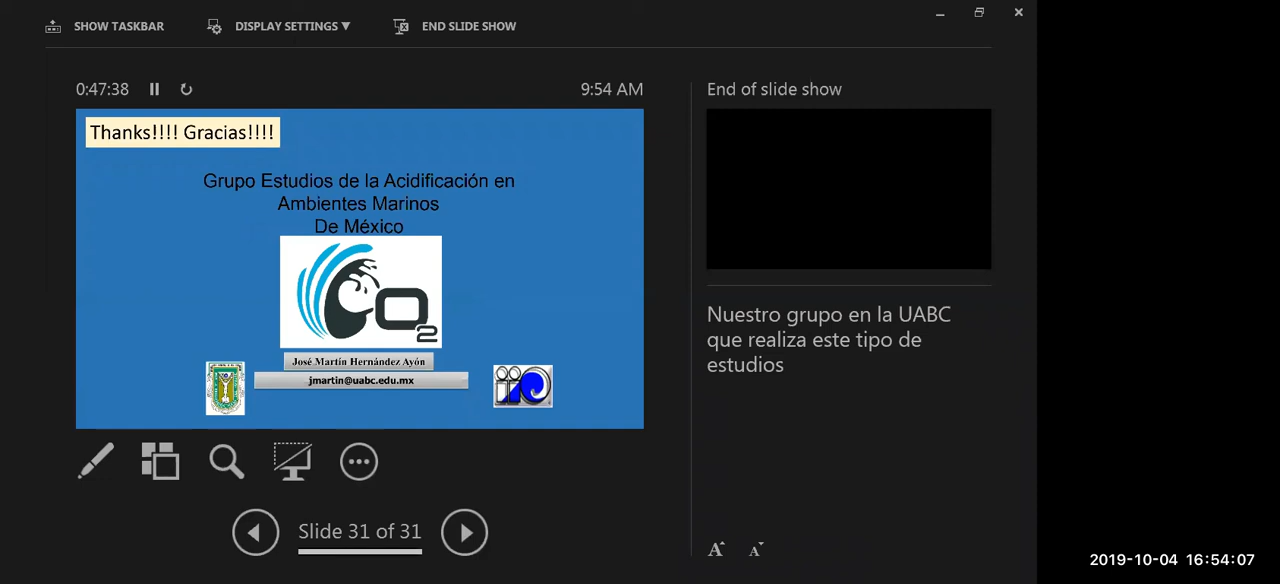 SHOW TASKBAR
DISPLAY SETTINGS ▼
END SLIDE SHOW
0:47:38
9:54 AM
Thanks!!!! Gracias!!!!
Grupo Estudios de la Acidificación en
Ambientes Marinos
De México
CO2
José Martín Hernández Ayón
jmartin@uabc.edu.mx
iio
Slide 31 of 31
End of slide show
Nuestro grupo en la UABC
que realiza este tipo de
estudios
A A
2019-10-04 16:54:07